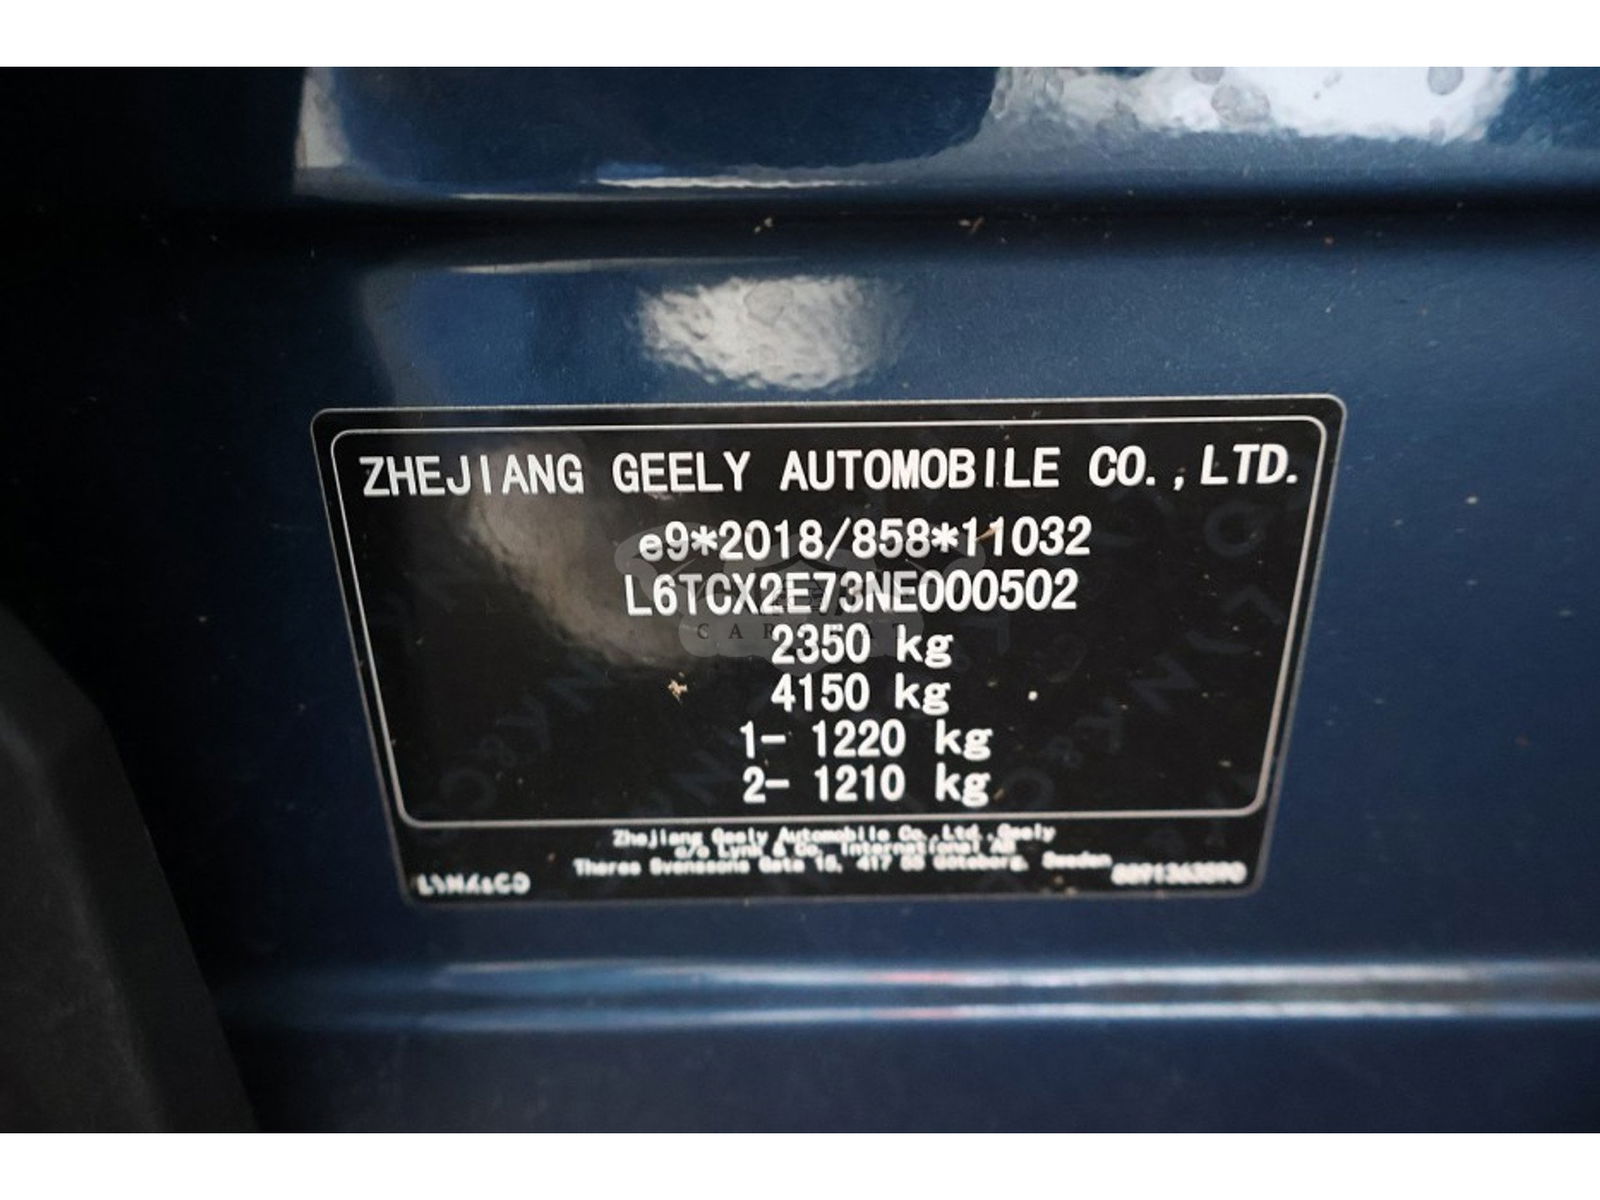 ZHEJIANG GEELY AUTOMOBILE CO.,LTD.
e9*2018/858*11032
L6TCX2E73NE000502
2350 kg
4150 kg
1- 1220 kg
2- 1210 kg
Zhejiang Geely Automobile Co.,Ltd.,Geely
c/o Lynk & Co. International AB
Theres Svenssons Gata 15, 417 55 Göteborg, Sweden
LYNK&CO